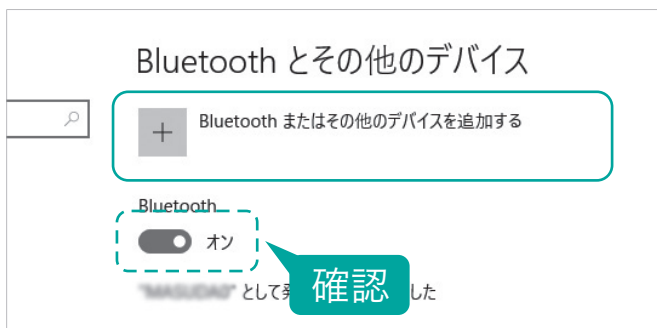 Bluetooth とその他のデバイス
Bluetooth またはその他のデバイスを追加する
Bluetooth
オン
として発
した
確認